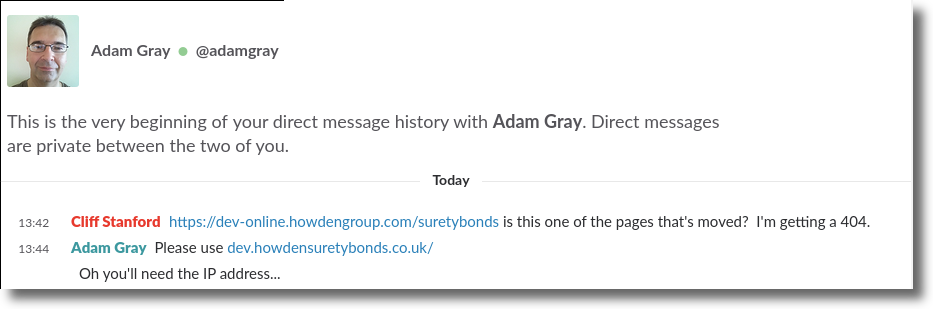 Adam Gray ● @adamgray
This is the very beginning of your direct message history with Adam Gray. Direct messages
are private between the two of you.
Today
13:42 Cliff Stanford https://dev-online.howdengroup.com/suretybonds is this one of the pages that's moved? I'm getting a 404.
13:44 Adam Gray Please use dev.howdensuretybonds.co.uk/
Oh you'll need the IP address...